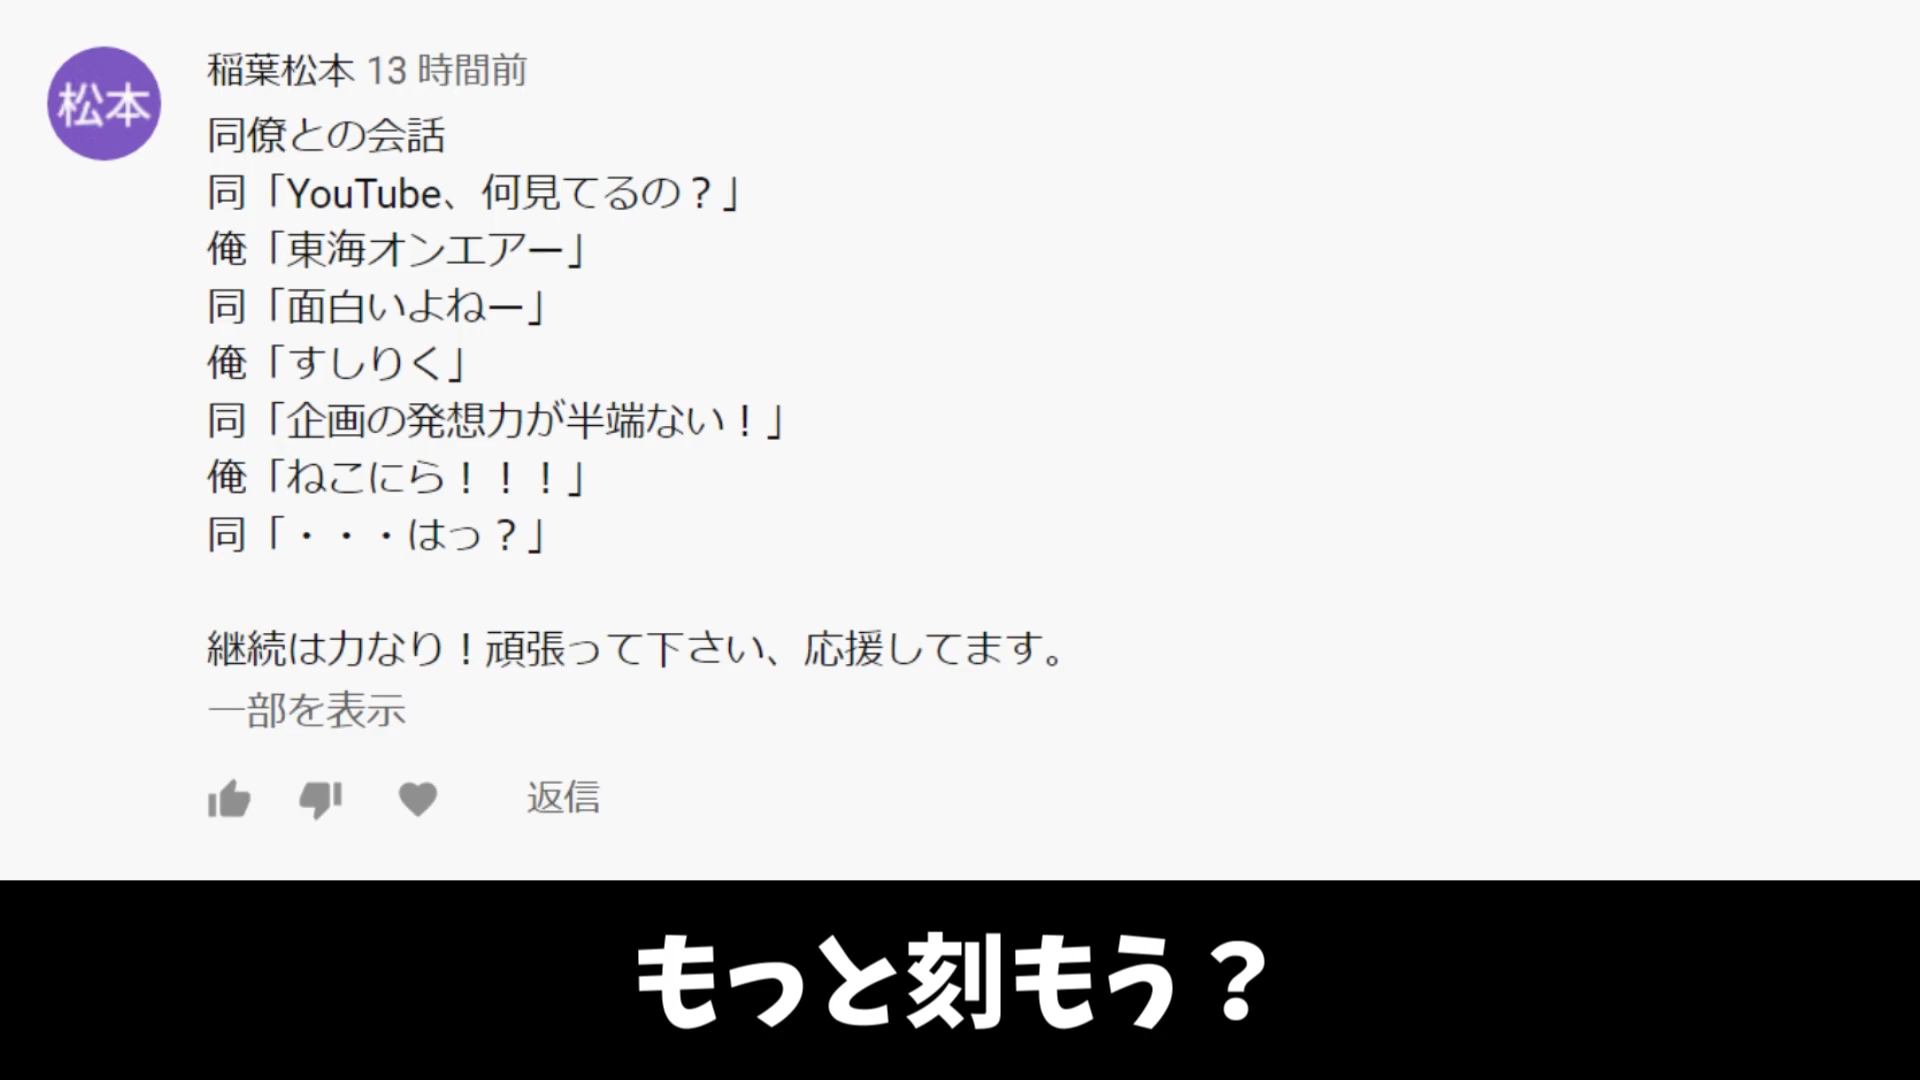 松本
稲葉松本 13 時間前
同僚との会話
同「YouTube、何見てるの？」
俺「東海オンエアー」
同「面白いよねー」
俺「すしりく」
同「企画の発想力が半端ない！」
俺「ねこにら！！！」
同「・・・はっ？」
継続は力なり！頑張って下さい、応援してます。
一部を表示
返信
もっと刻もう？